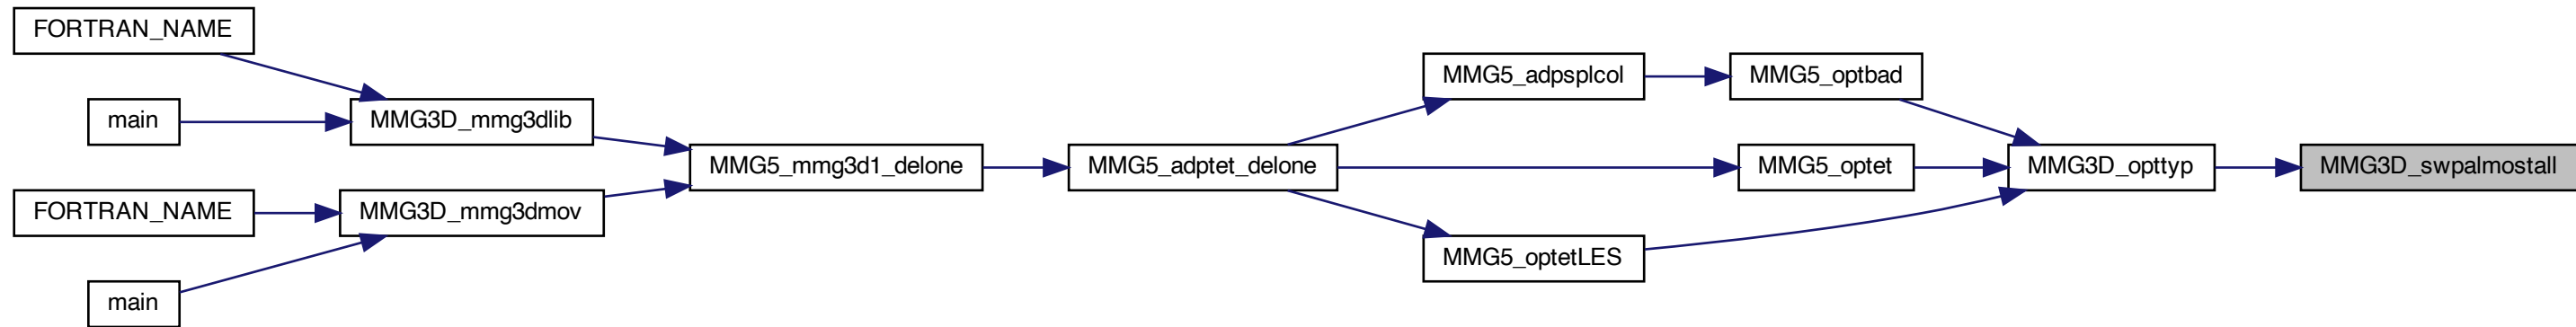 FORTRAN_NAME
main
MMG3D_mmg3dlib
FORTRAN_NAME
main
MMG3D_mmg3dmov
MMG5_mmg3d1_delone
MMG5_adptet_delone
MMG5_adpsplcol
MMG5_optbad
MMG5_optet
MMG5_optetLES
MMG3D_opttyp
MMG3D_swpalmostall